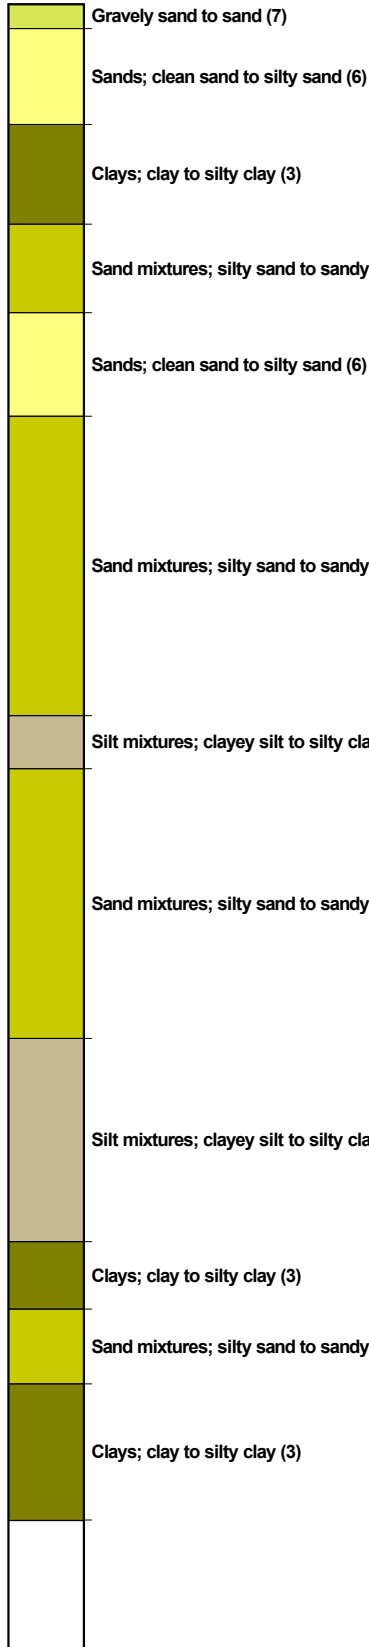 Gravely sand to sand (7)
Sands; clean sand to silty sand (6)
Clays; clay to silty clay (3)
Sand mixtures; silty sand to sandy
Sands; clean sand to silty sand (6)
Sand mixtures; silty sand to sandy
Silt mixtures; clayey silt to silty cla
Sand mixtures; silty sand to sandy
Silt mixtures; clayey silt to silty cla
Clays; clay to silty clay (3)
Sand mixtures; silty sand to sandy
Clays; clay to silty clay (3)